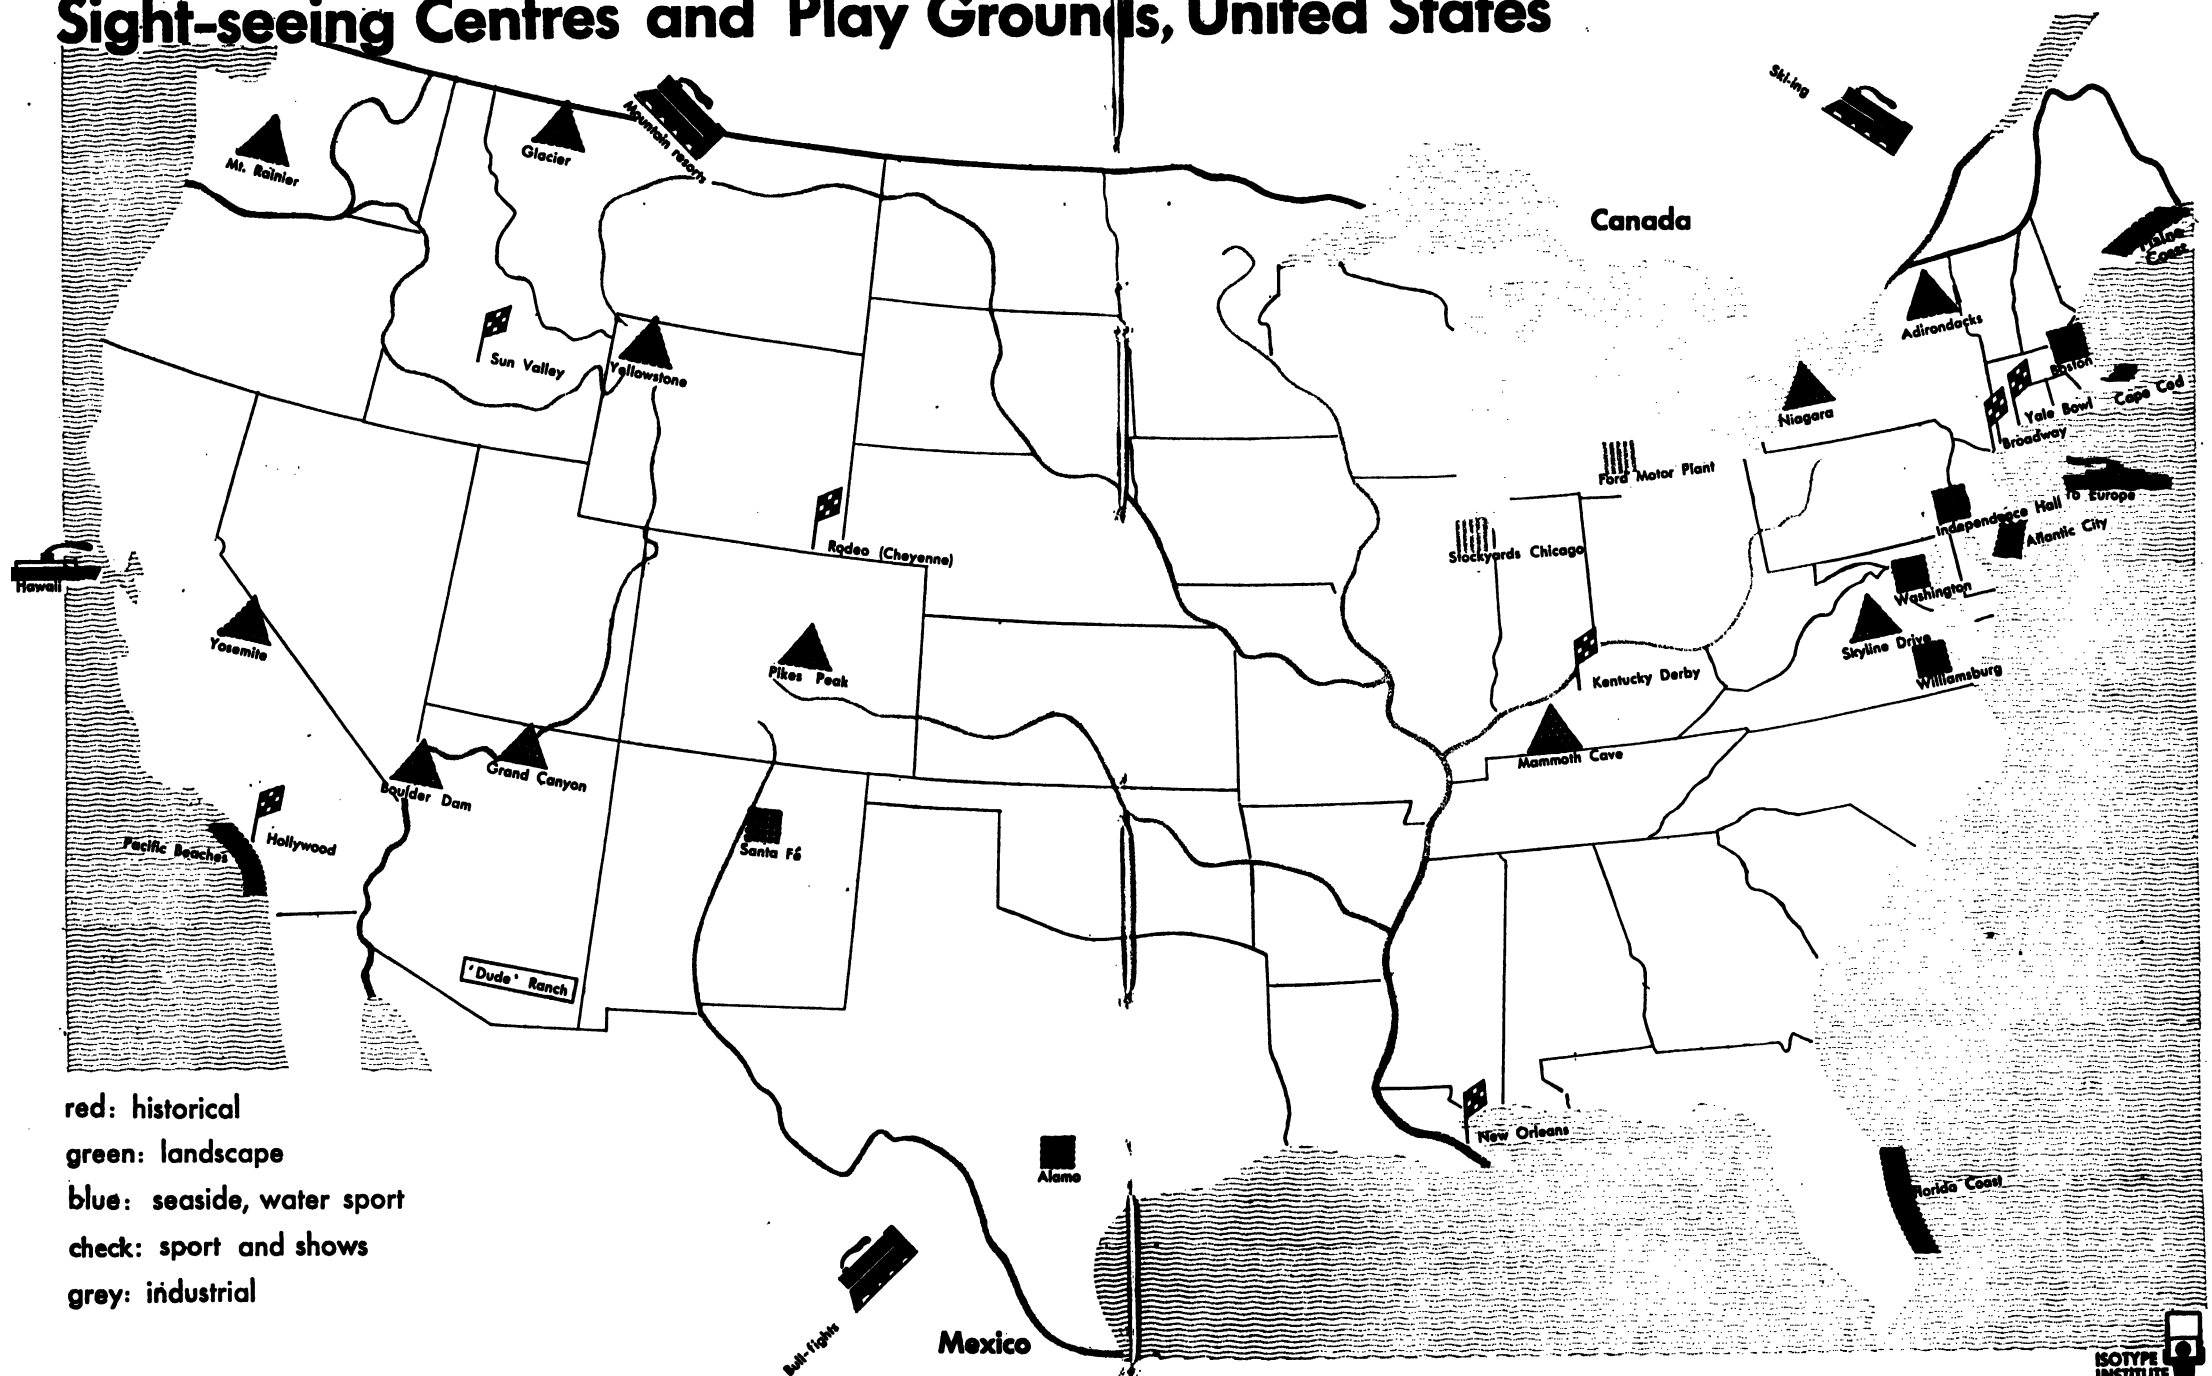 Sight-seeing Centres and Play Grounds, United States
Ski-ing
Mountain resorts
Glacier
Mt. Rainier
Canada
Maine
Coast
Adirondacks
Sun Valley
Yellowstone
Boston
Cape Cod
Niagara
Yale Bowl
Broadway
Ford Motor Plant
To Europe
Independence Hall
Atlantic City
Rodeo (Cheyenne)
Stockyards Chicago
Hawaii
Washington
Yosemite
Skyline Drive
Pikes Peak
Kentucky Derby
Williamsburg
Mammoth Cave
Grand Canyon
Boulder Dam
Hollywood
Pacific Beaches
Santa Fé
'Dude' Ranch
New Orleans
Alamo
Florida Coast
red: historical
green: landscape
blue: seaside, water sport
check: sport and shows
grey: industrial
Bull-fights
Mexico
ISOTYPE
INSTITUTE